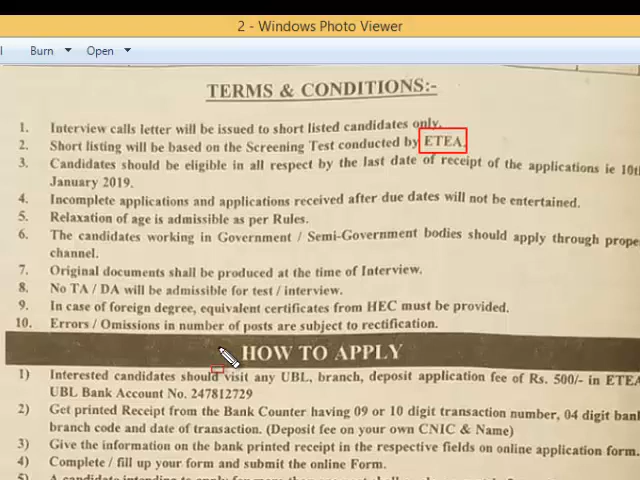 2 - Windows Photo Viewer
Burn Open
TERMS & CONDITIONS:-
1. Interview calls letter will be issued to short listed candidates only.
2. Short listing will be based on the Screening Test conducted by ETEA.
3. Candidates should be eligible in all respect by the last date of receipt of the applications ie 10th
January 2019.
4. Incomplete applications and applications received after due dates will not be entertained.
5. Relaxation of age is admissible as per Rules.
6. The candidates working in Government / Semi-Government bodies should apply through prope
channel.
7. Original documents shall be produced at the time of Interview.
8. No TA / DA will be admissible for test / interview.
9. In case of foreign degree, equivalent certificates from HEC must be provided.
10. Errors / Omissions in number of posts are subject to rectification.
HOW TO APPLY
1) Interested candidates should visit any UBL, branch, deposit application fee of Rs. 500/- in ETEA
UBL Bank Account No. 247812729
2) Get printed Receipt from the Bank Counter having 09 or 10 digit transaction number, 04 digit bank
branch code and date of transaction. (Deposit fee on your own CNIC & Name)
3) Give the information on the bank printed receipt in the respective fields on online application form.
4) Complete / fill up your form and submit the online Form.